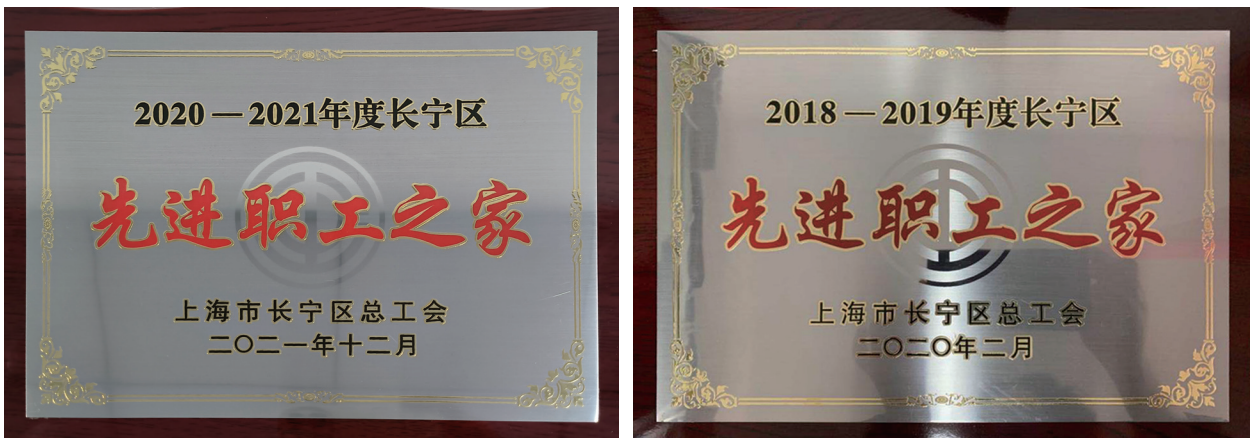 2020—2021年度长宁区
先进职工之家
上海市长宁区总工会
二〇二一年十二月
2018—2019年度长宁区
先进职工之家
上海市长宁区总工会
二〇二〇年二月